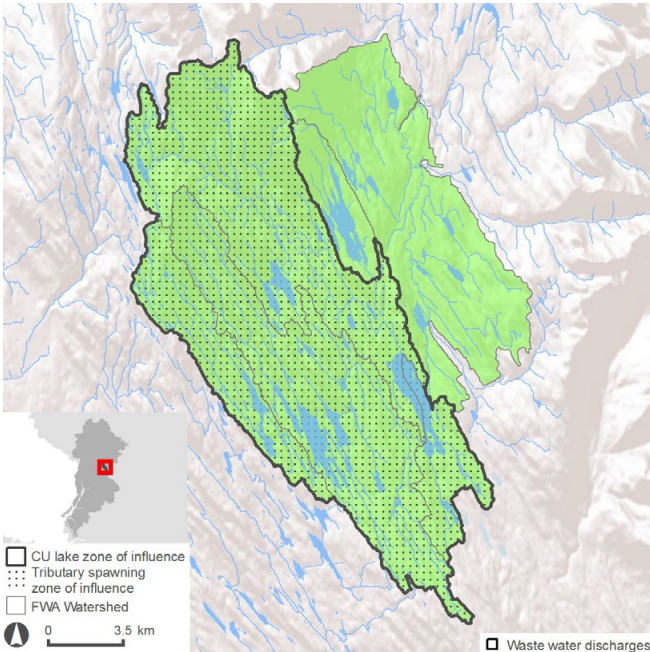 CU lake zone of influence
Tributary spawning
zone of influence
FWA Watershed
0 3.5 km
Waste water discharges